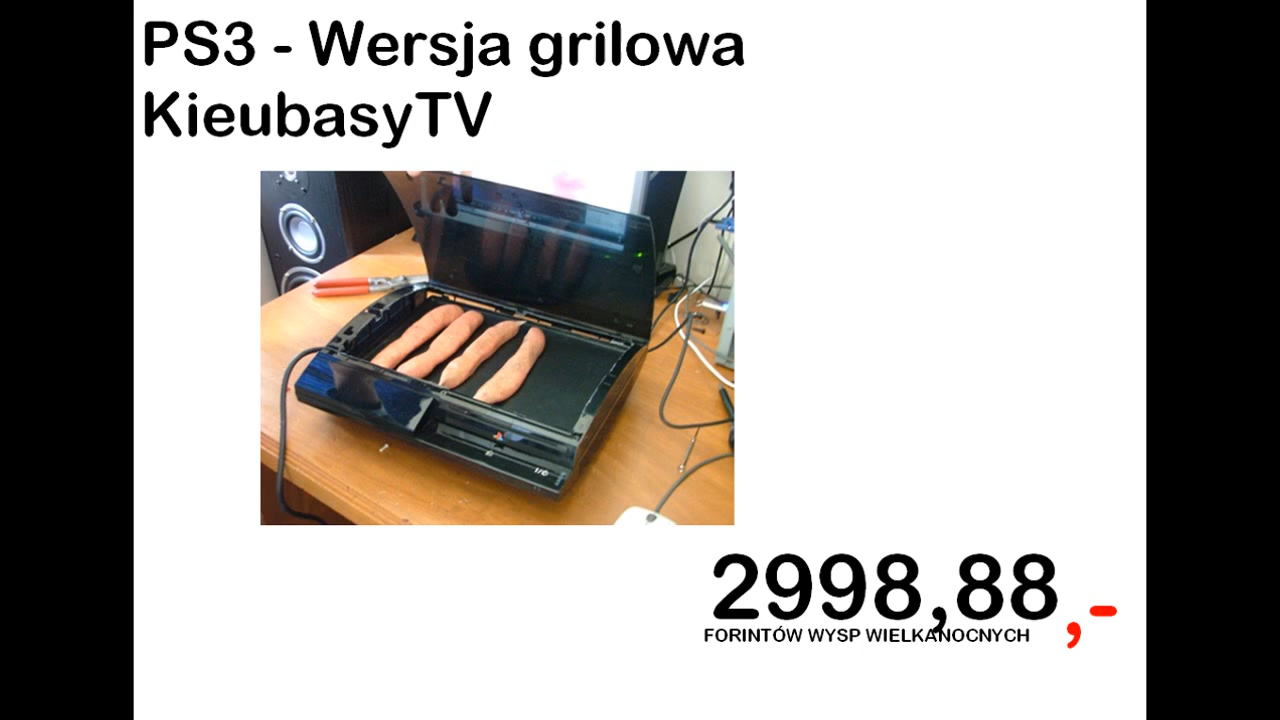 PS3 - Wersja grilowa
KieubasyTV
2998,88,-
FORINTÓW WYSP WIELKANOCNYCH